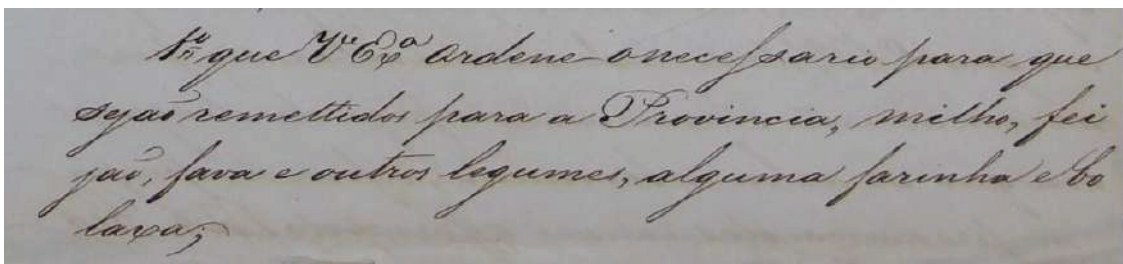 1º que Vª Exª ordene o necessario para que
sejão remettidos para a Provincia, milho, fei
jão, fava e outros legumes, alguma farinha e bo
laxa;